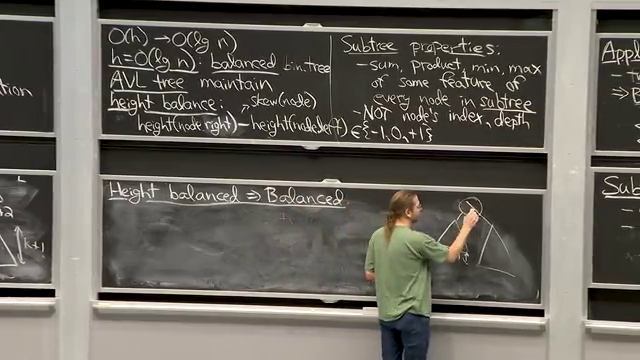 O(h) → O(lg n)
h = O(lg n): balanced bin. tree
AVL tree maintain
height balance: skew(node)
height(node.right) − height(node.left) ∈ {-1, 0, +1}
Subtree properties:
- sum, product, min, max
of some feature of
every node in subtree
- NOT node's index, depth
Height balanced ⇒ Balanced
k+1
Sub